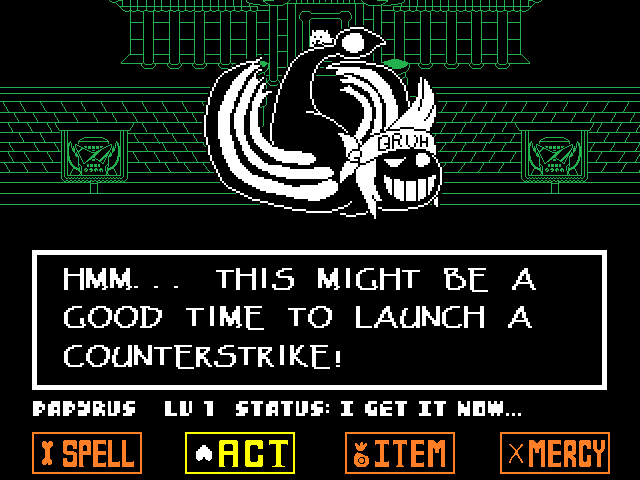 BRUH
HMM... THIS MIGHT BE A
GOOD TIME TO LAUNCH A
COUNTERSTRIKE!
PAPYRUS LV 1 STATUS: I GET IT NOW...
SPELL ACT ITEM MERCY